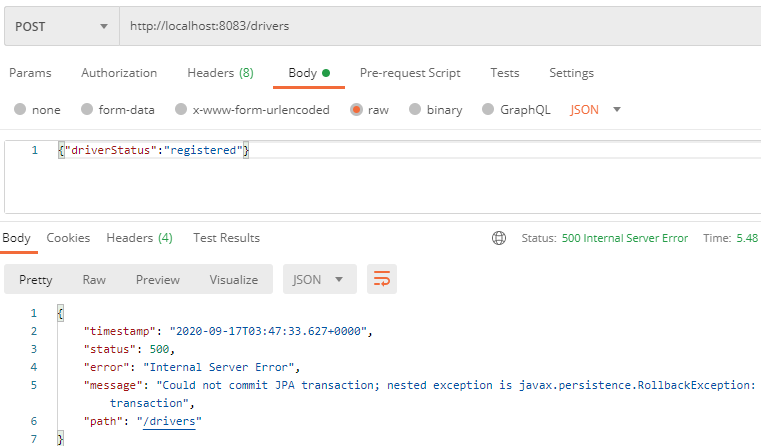 POST http://localhost:8083/drivers
Params Authorization Headers (8) Body Pre-request Script Tests Settings
none form-data x-www-form-urlencoded raw binary GraphQL JSON
1 {"driverStatus":"registered"}
Body Cookies Headers (4) Test Results Status: 500 Internal Server Error Time: 5.48
Pretty Raw Preview Visualize JSON
1 {
2 "timestamp": "2020-09-17T03:47:33.627+0000",
3 "status": 500,
4 "error": "Internal Server Error",
5 "message": "Could not commit JPA transaction; nested exception is javax.persistence.RollbackException:
transaction",
6 "path": "/drivers"
7 }